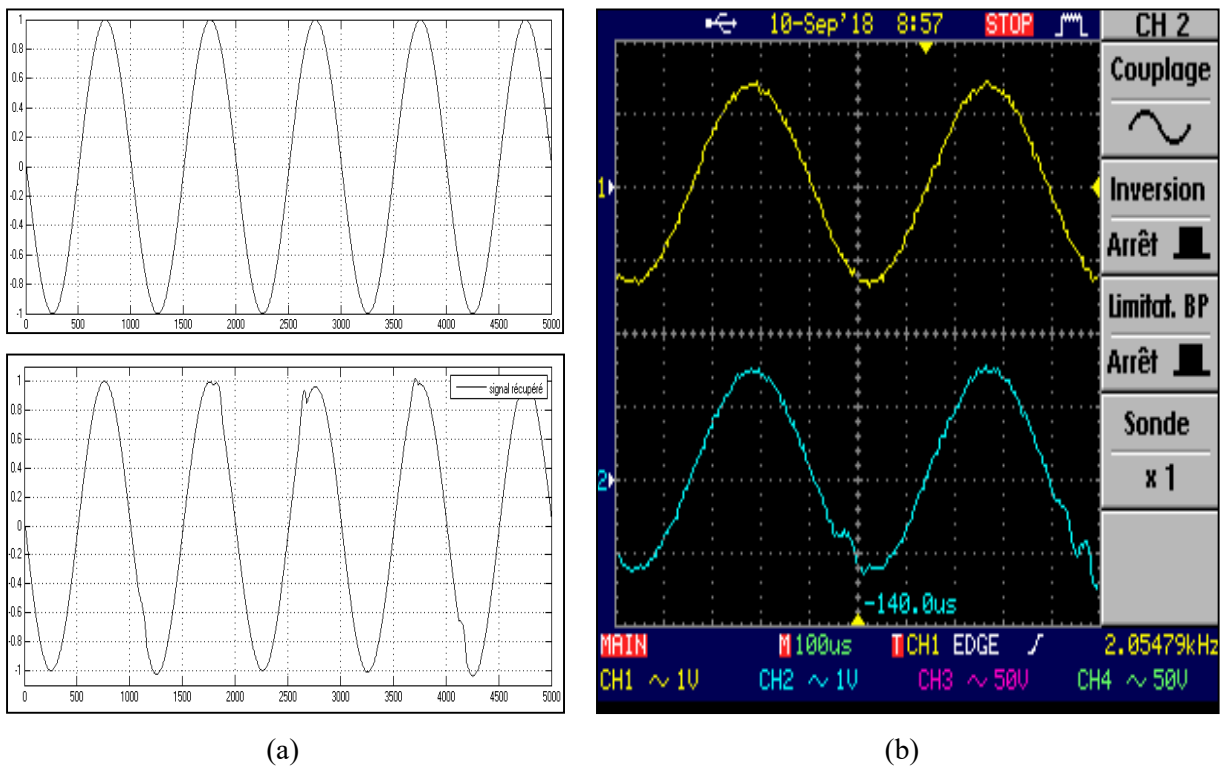 1
0.8
0.6
0.4
0.2
0
-0.2
-0.4
-0.6
-0.8
-1
0 500 1000 1500 2000 2500 3000 3500 4000 4500 5000
signal récupéré
1
0.8
0.6
0.4
0.2
0
-0.2
-0.4
-0.6
-0.8
-1
0 500 1000 1500 2000 2500 3000 3500 4000 4500 5000
(a)
10-Sep'18 8:57 STOP CH 2
Couplage
Inversion
Arrêt
Limitat. BP
Arrêt
Sonde
x 1
1
2
-140.0us
MAIN M 100us T CH1 EDGE 2.05479kHz
CH1 ~ 1V CH2 ~ 1V CH3 ~ 50V CH4 ~ 50V
(b)